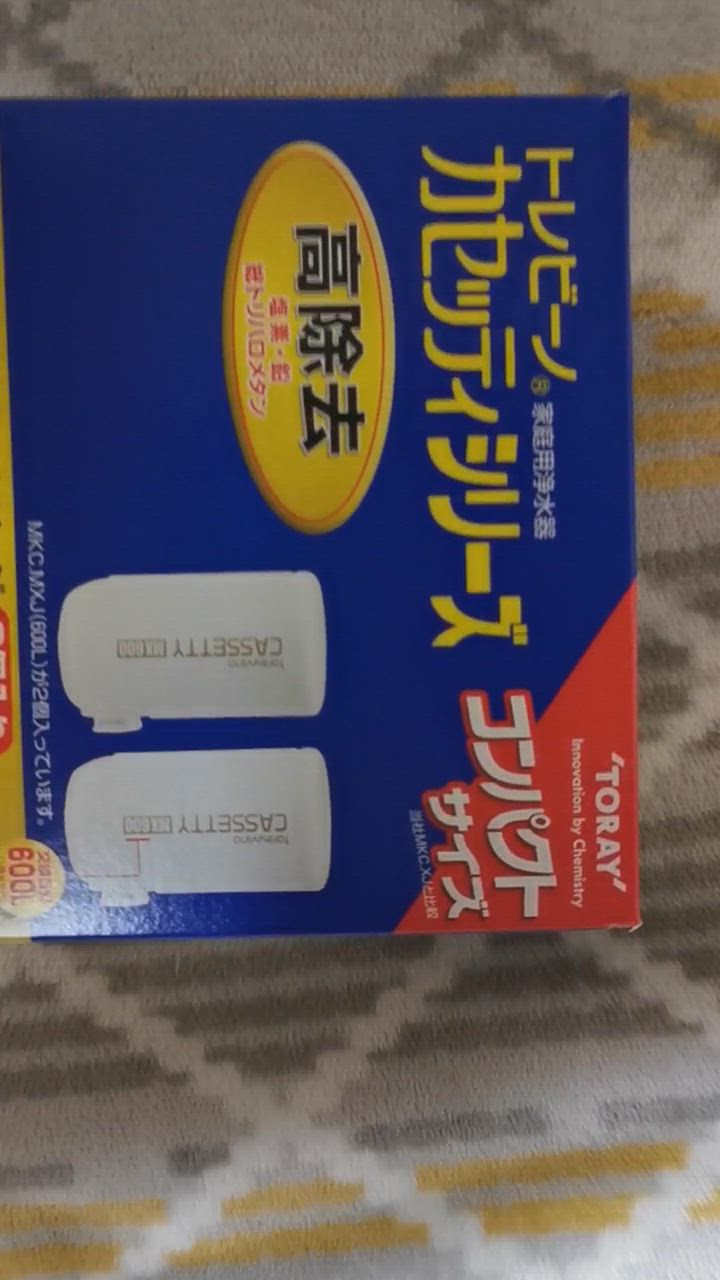 トレビーノ® 家庭用浄水器
カセッティシリーズ
'TORAY'
Innovation by Chemistry
コンパクト
サイズ
当社MKC.XJと比較
高除去
塩素・鉛
総トリハロメタン
torayvino
CASSETTY MX600
torayvino
CASSETTY MX600
MKC.MXJ(600L)が2個入っています。
600L